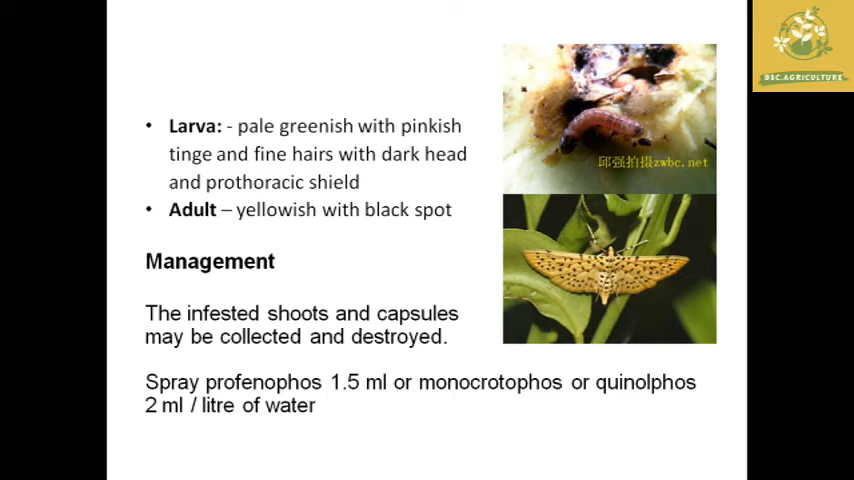 • Larva: - pale greenish with pinkish
tinge and fine hairs with dark head
and prothoracic shield
• Adult – yellowish with black spot
Management
The infested shoots and capsules
may be collected and destroyed.
Spray profenophos 1.5 ml or monocrotophos or quinolphos
2 ml / litre of water
邱强拍摄zwbc.net
BSC.AGRICULTURE